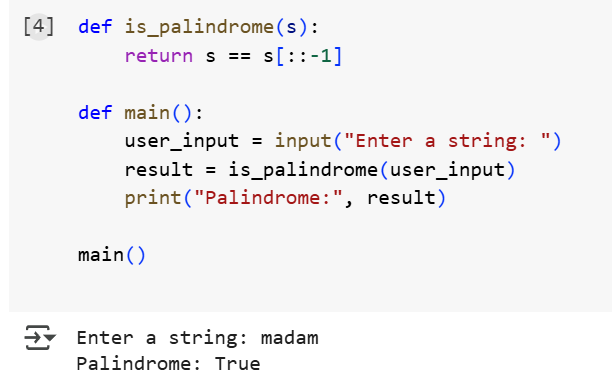 [4] def is_palindrome(s):
        return s == s[::-1]

    def main():
        user_input = input("Enter a string: ")
        result = is_palindrome(user_input)
        print("Palindrome:", result)

    main()

Enter a string: madam
Palindrome: True